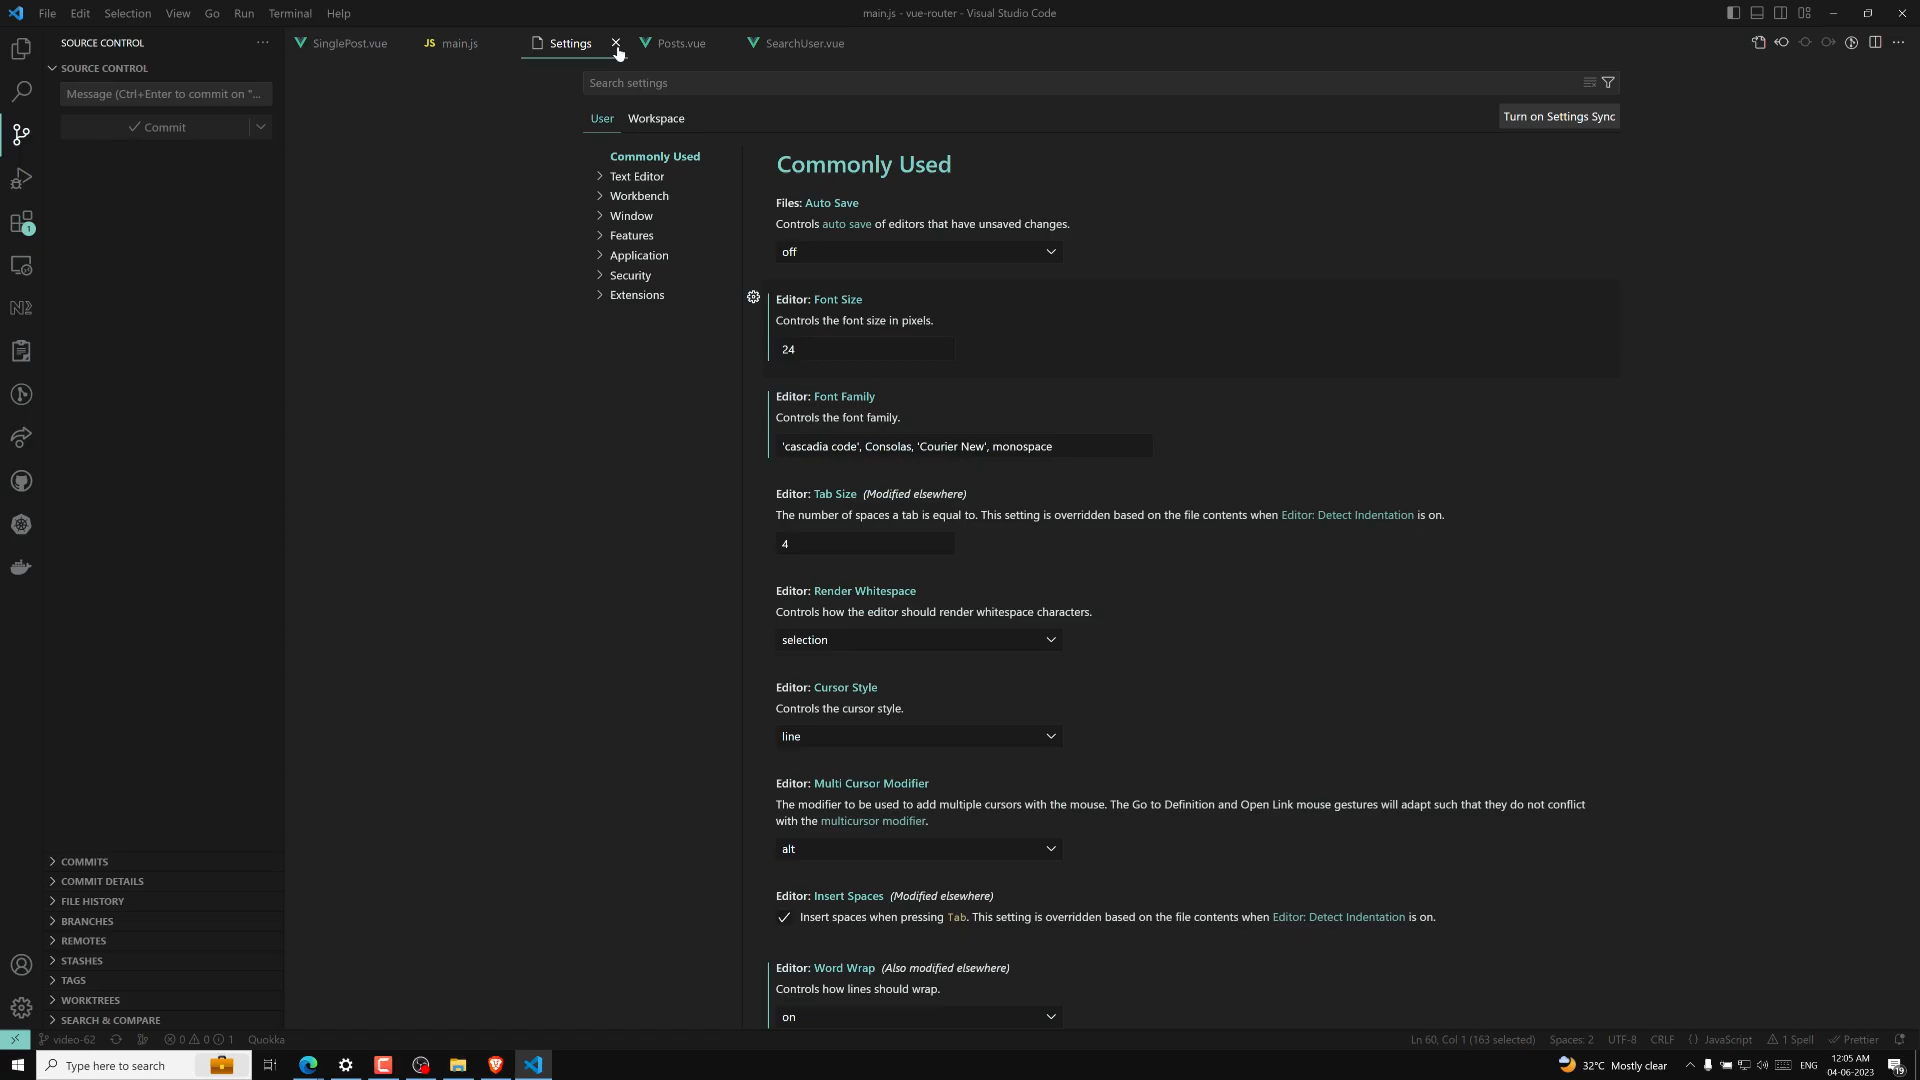 File Edit Selection View Go Run Terminal Help
main.js - vue-router - Visual Studio Code
SOURCE CONTROL
SinglePost.vue
JS main.js
Settings
Posts.vue
SearchUser.vue
SOURCE CONTROL
Message (Ctrl+Enter to commit on "...
Commit
Search settings
User Workspace
Turn on Settings Sync
Commonly Used
Text Editor
Workbench
Window
Features
Application
Security
Extensions
Commonly Used
Files: Auto Save
Controls auto save of editors that have unsaved changes.
off
Editor: Font Size
Controls the font size in pixels.
24
Editor: Font Family
Controls the font family.
'cascadia code', Consolas, 'Courier New', monospace
Editor: Tab Size (Modified elsewhere)
The number of spaces a tab is equal to. This setting is overridden based on the file contents when Editor: Detect Indentation is on.
4
Editor: Render Whitespace
Controls how the editor should render whitespace characters.
selection
Editor: Cursor Style
Controls the cursor style.
line
Editor: Multi Cursor Modifier
The modifier to be used to add multiple cursors with the mouse. The Go to Definition and Open Link mouse gestures will adapt such that they do not conflict
with the multicursor modifier.
alt
Editor: Insert Spaces (Modified elsewhere)
Insert spaces when pressing Tab. This setting is overridden based on the file contents when Editor: Detect Indentation is on.
Editor: Word Wrap (Also modified elsewhere)
Controls how lines should wrap.
on
1
COMMITS
COMMIT DETAILS
FILE HISTORY
BRANCHES
REMOTES
STASHES
TAGS
WORKTREES
SEARCH & COMPARE
video-62 0 0 1 Quokka
Ln 60, Col 1 (163 selected) Spaces: 2 UTF-8 CRLF {} JavaScript 1 Spell Prettier
Type here to search
32°C Mostly clear
ENG
12:05 AM
04-06-2023
19